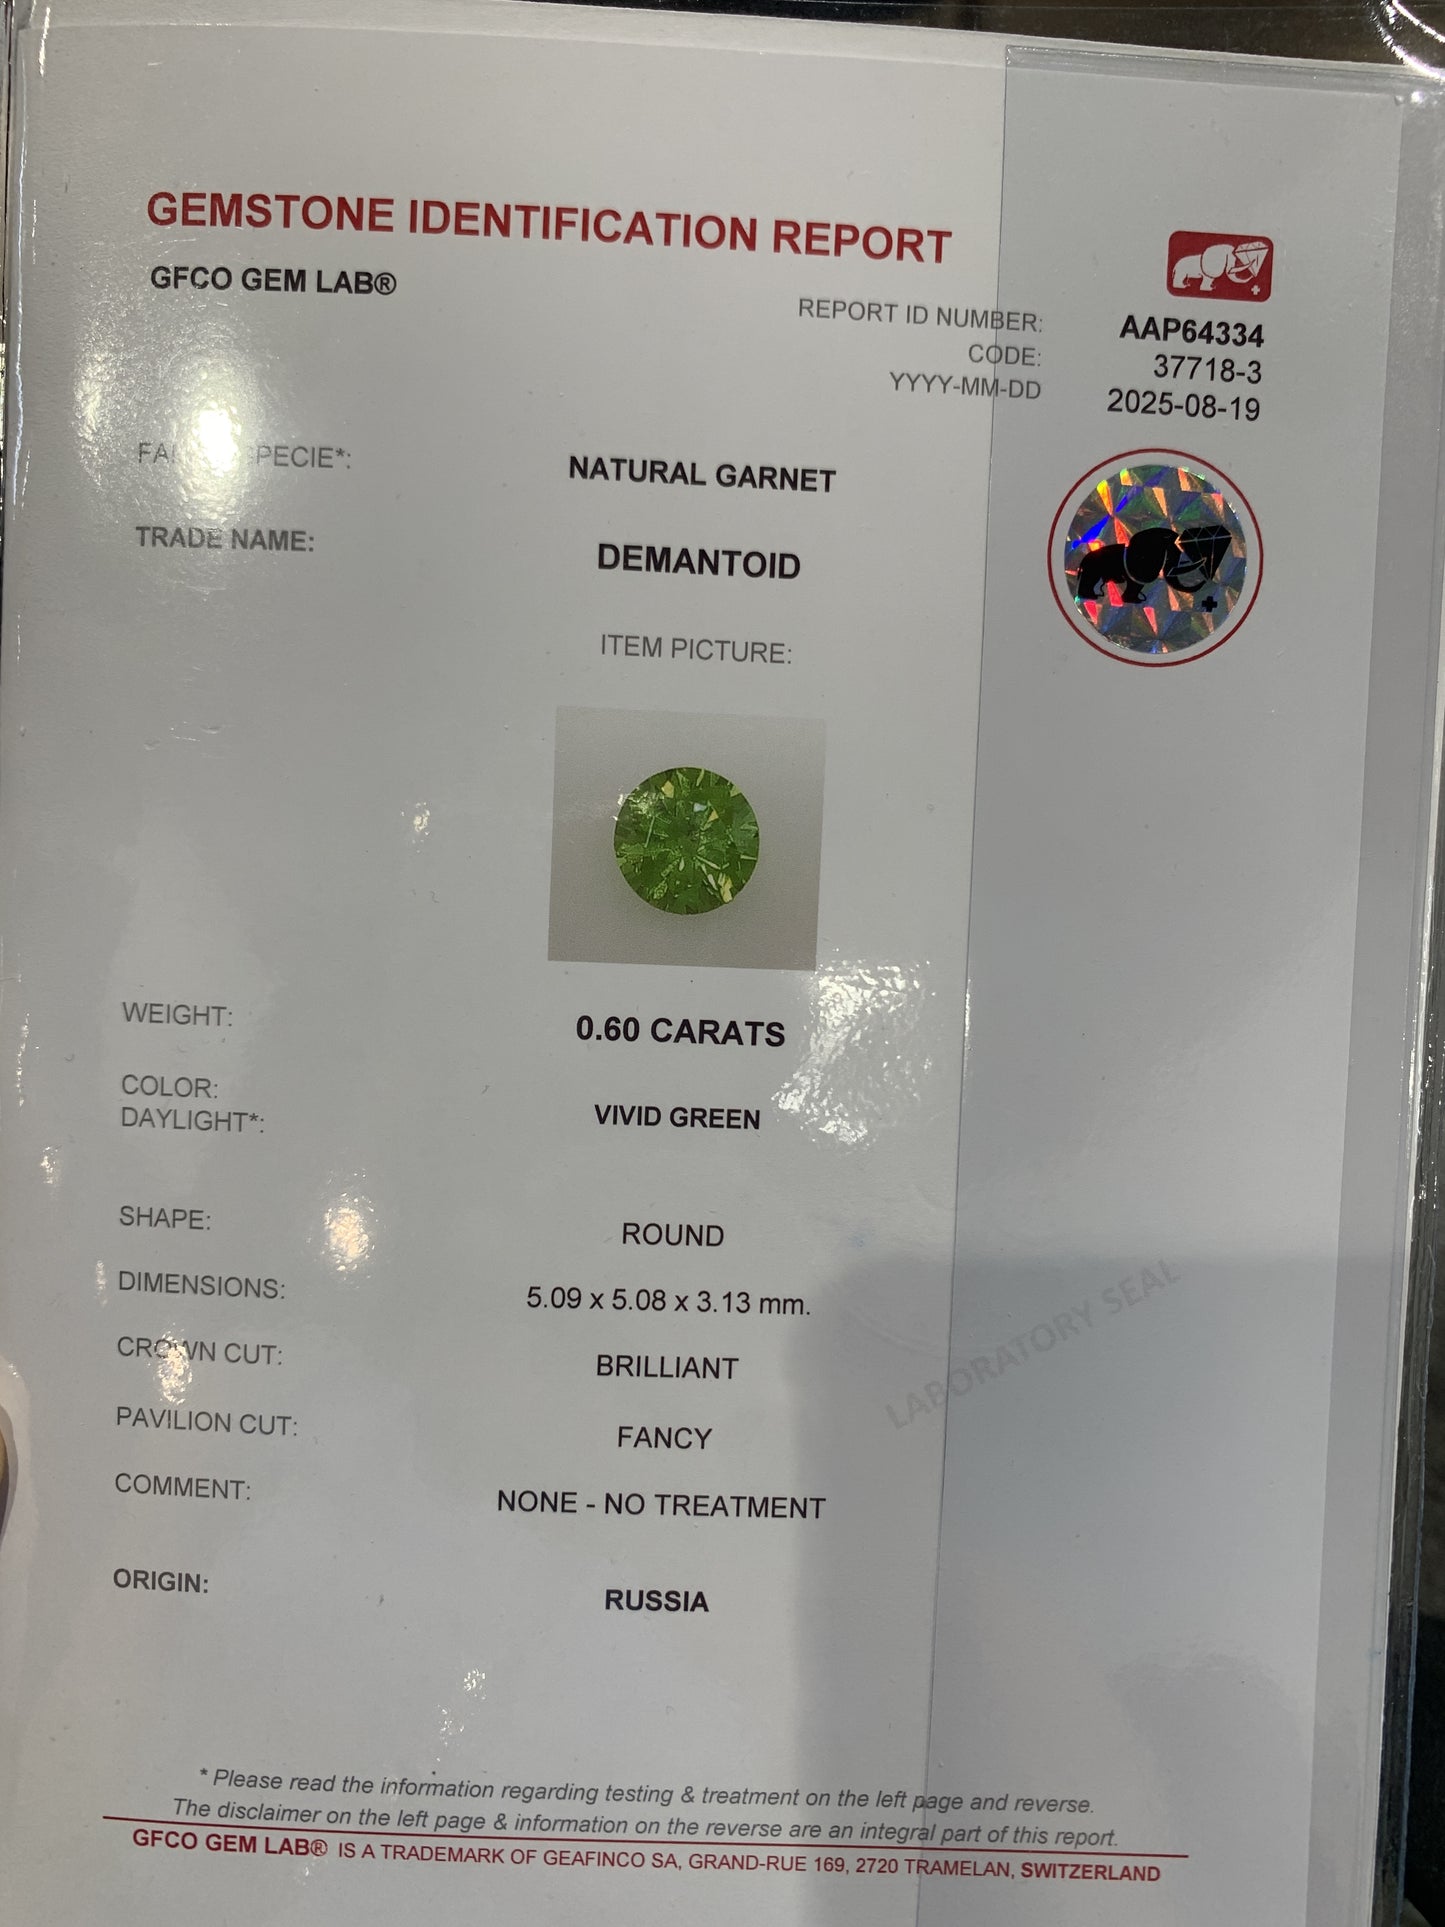 GEMSTONE IDENTIFICATION REPORT
GFCO GEM LAB®
REPORT ID NUMBER: AAP64334
CODE: 37718-3
YYYY-MM-DD 2025-08-19
NATURAL GARNET
TRADE NAME: DEMANTOID
ITEM PICTURE:
WEIGHT: 0.60 CARATS
COLOR:
DAYLIGHT*: VIVID GREEN
SHAPE: ROUND
DIMENSIONS: 5.09 x 5.08 x 3.13 mm.
CROWN CUT: BRILLIANT
PAVILION CUT: FANCY
COMMENT: NONE - NO TREATMENT
LABORATORY SEAL
ORIGIN: RUSSIA
* Please read the information regarding testing & treatment on the left page and reverse.
The disclaimer on the left page & information on the reverse are an integral part of this report.
GFCO GEM LAB® IS A TRADEMARK OF GEAFINCO SA, GRAND-RUE 169, 2720 TRAMELAN, SWITZERLAND